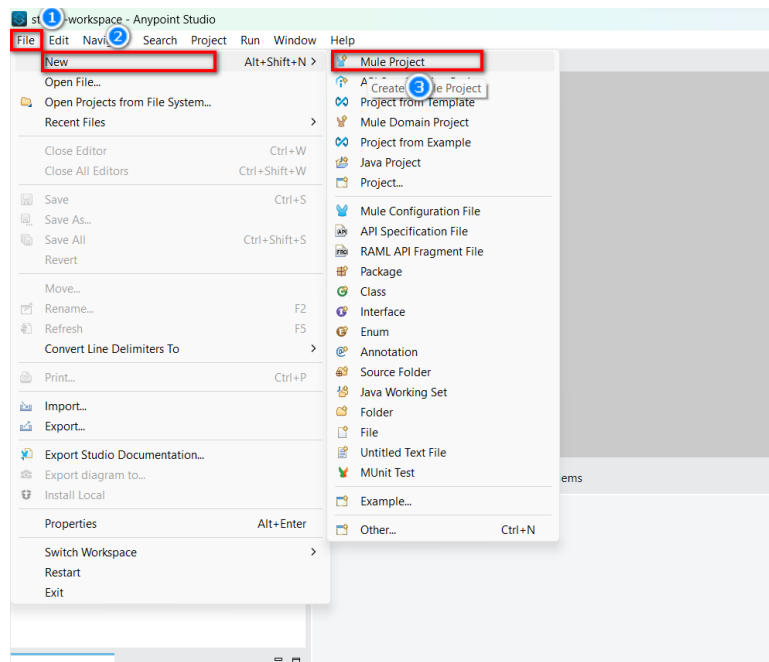 1
st -workspace - Anypoint Studio
File Edit Navi Search Project Run Window Help
2
New Alt+Shift+N >
Open File...
Open Projects from File System...
Recent Files >
Close Editor Ctrl+W
Close All Editors Ctrl+Shift+W
Save Ctrl+S
Save As...
Save All Ctrl+Shift+S
Revert
Move...
Rename... F2
Refresh F5
Convert Line Delimiters To >
Print... Ctrl+P
Import...
Export...
Export Studio Documentation...
Export diagram to...
Install Local
Properties Alt+Enter
Switch Workspace >
Restart
Exit
Mule Project
Create 3 le Project
Project from Template
Mule Domain Project
Project from Example
Java Project
Project...
Mule Configuration File
API Specification File
RAML API Fragment File
Package
Class
Interface
Enum
Annotation
Source Folder
Java Working Set
Folder
File
Untitled Text File
MUnit Test
Example...
Other... Ctrl+N
ems